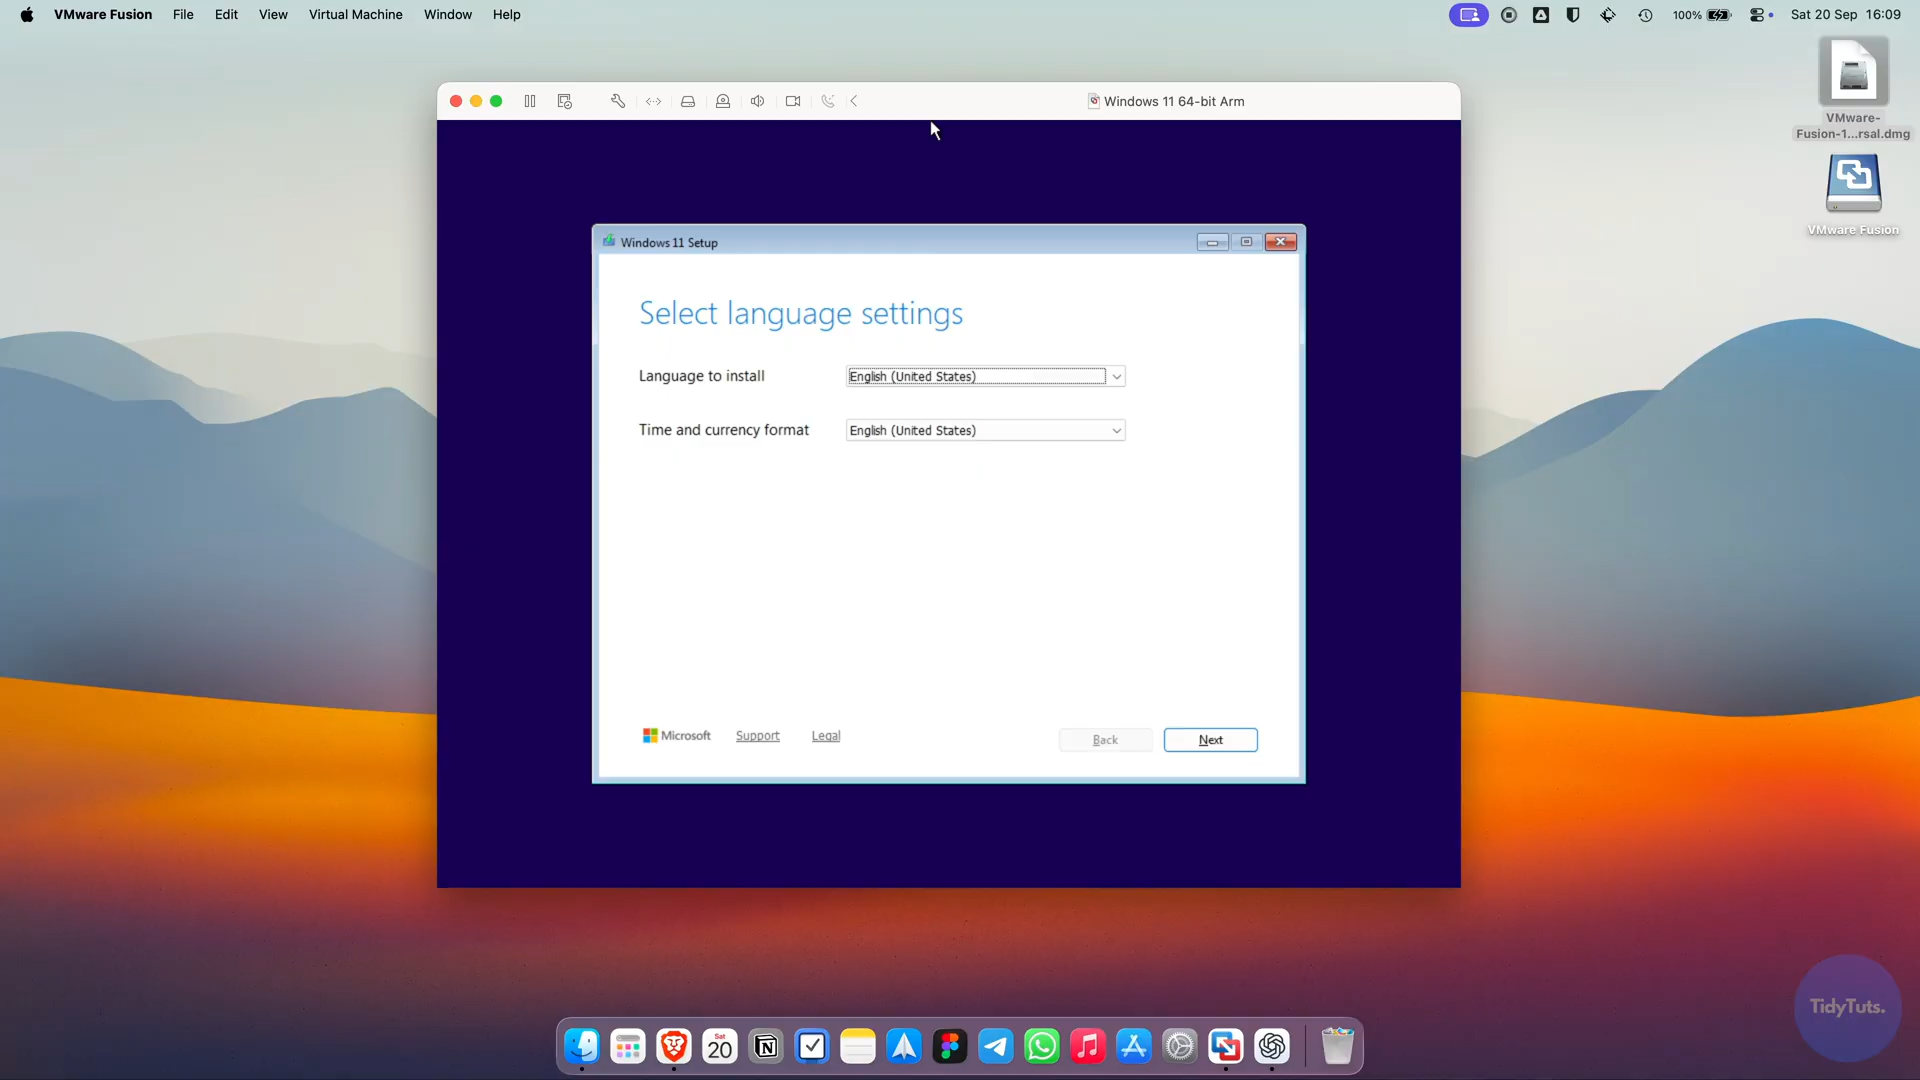 VMware Fusion File Edit View Virtual Machine Window Help 100% Sat 20 Sep 16:09
VMware-
Fusion-1...rsal.dmg
VMware Fusion
Windows 11 64-bit Arm
Windows 11 Setup
Select language settings
Language to install English (United States)
Time and currency format English (United States)
Microsoft Support Legal Back Next
TidyTuts.
Sat
20